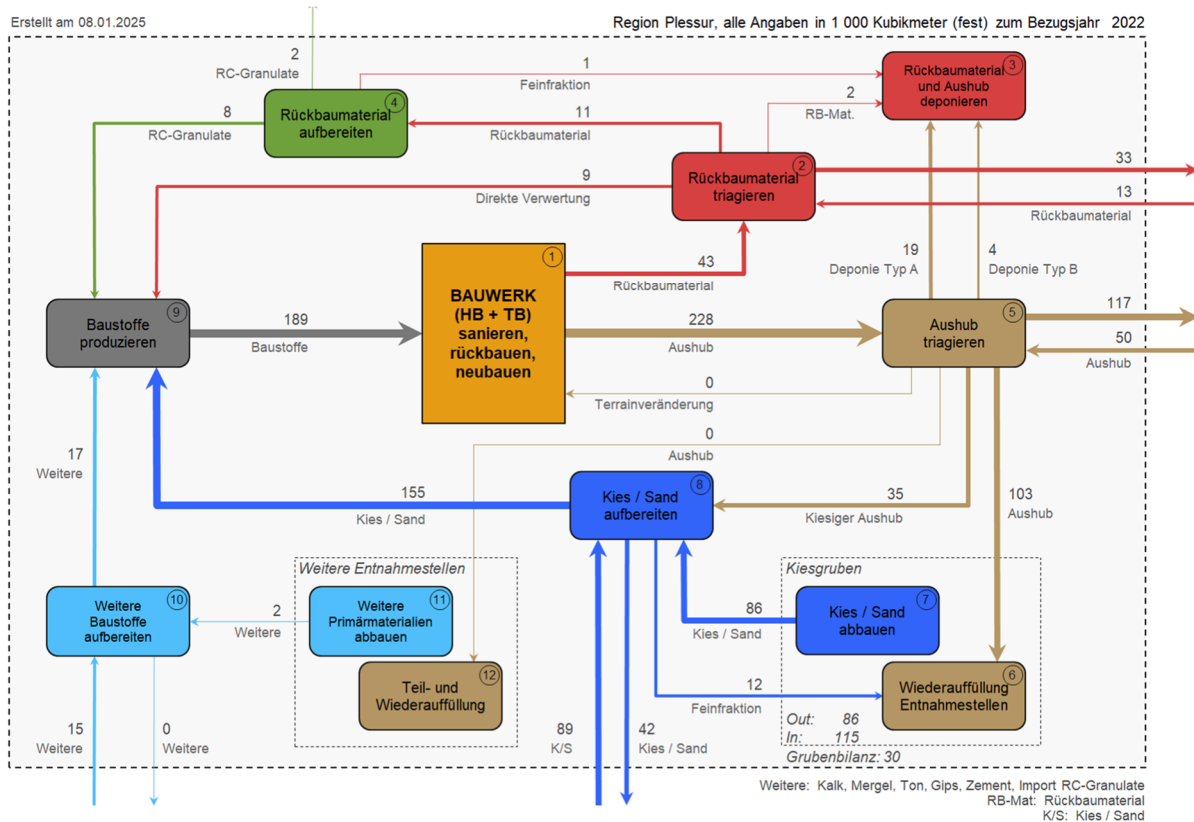 Erstellt am 08.01.2025
Region Plessur, alle Angaben in 1 000 Kubikmeter (fest) zum Bezugsjahr 2022
2
RC-Granulate
1
Feinfraktion
3
Rückbaumaterial
und Aushub
deponieren
4
Rückbaumaterial
aufbereiten
8
RC-Granulate
11
Rückbaumaterial
2
RB-Mat.
2
Rückbaumaterial
triagieren
33
13
Rückbaumaterial
9
Direkte Verwertung
19
Deponie Typ A
4
Deponie Typ B
1
BAUWERK
(HB + TB)
sanieren,
rückbauen,
neubauen
43
Rückbaumaterial
9
Baustoffe
produzieren
189
Baustoffe
228
Aushub
5
Aushub
triagieren
117
50
Aushub
0
Terrainveränderung
0
Aushub
17
Weitere
155
Kies / Sand
8
Kies / Sand
aufbereiten
35
Kiesiger Aushub
103
Aushub
Weitere Entnahmestellen
Kiesgruben
10
Weitere
Baustoffe
aufbereiten
2
Weitere
11
Weitere
Primärmaterialien
abbauen
86
Kies / Sand
7
Kies / Sand
abbauen
12
Teil- und
Wiederauffüllung
12
Feinfraktion
6
Wiederauffüllung
Entnahmestellen
15
Weitere
0
Weitere
89
K/S
42
Kies / Sand
Out: 86
In: 115
Grubenbilanz: 30
Weitere: Kalk, Mergel, Ton, Gips, Zement, Import RC-Granulate
RB-Mat: Rückbaumaterial
K/S: Kies / Sand